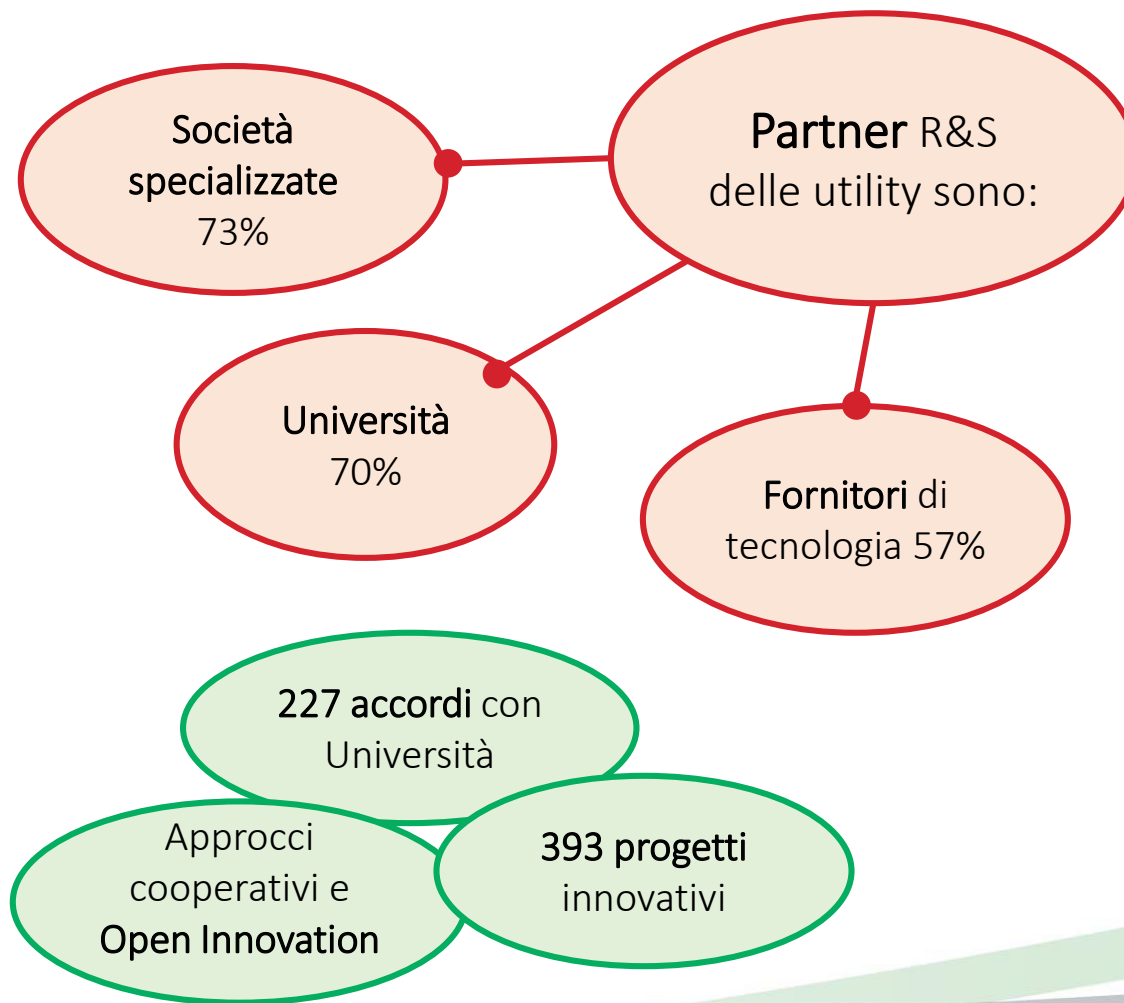 Partner R&S
delle utility sono:
Società
specializzate
73%
Università
70%
Fornitori di
tecnologia 57%
227 accordi con
Università
Approcci
cooperativi e
Open Innovation
393 progetti
innovativi